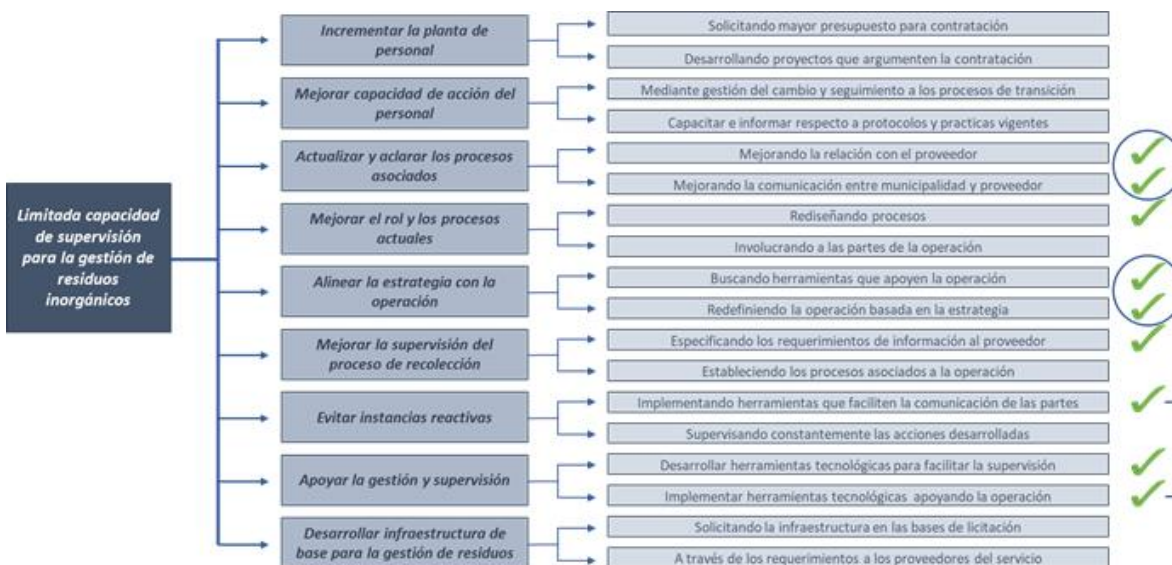 Limitada capacidad
de supervisión
para la gestión de
residuos
inorgánicos
Incrementar la planta de
personal
Solicitando mayor presupuesto para contratación
Desarrollando proyectos que argumenten la contratación
Mejorar capacidad de acción del
personal
Mediante gestión del cambio y seguimiento a los procesos de transición
Capacitar e informar respecto a protocolos y practicas vigentes
Actualizar y aclarar los procesos
asociados
Mejorando la relación con el proveedor
Mejorando la comunicación entre municipalidad y proveedor
Mejorar el rol y los procesos
actuales
Rediseñando procesos
Involucrando a las partes de la operación
Alinear la estrategia con la
operación
Buscando herramientas que apoyen la operación
Redefiniendo la operación basada en la estrategia
Mejorar la supervisión del
proceso de recolección
Especificando los requerimientos de información al proveedor
Estableciendo los procesos asociados a la operación
Evitar instancias reactivas
Implementando herramientas que faciliten la comunicación de las partes
Supervisando constantemente las acciones desarrolladas
Apoyar la gestión y supervisión
Desarrollar herramientas tecnológicas para facilitar la supervisión
Implementar herramientas tecnológicas apoyando la operación
Desarrollar infraestructura de
base para la gestión de residuos
Solicitando la infraestructura en las bases de licitación
A través de los requerimientos a los proveedores del servicio